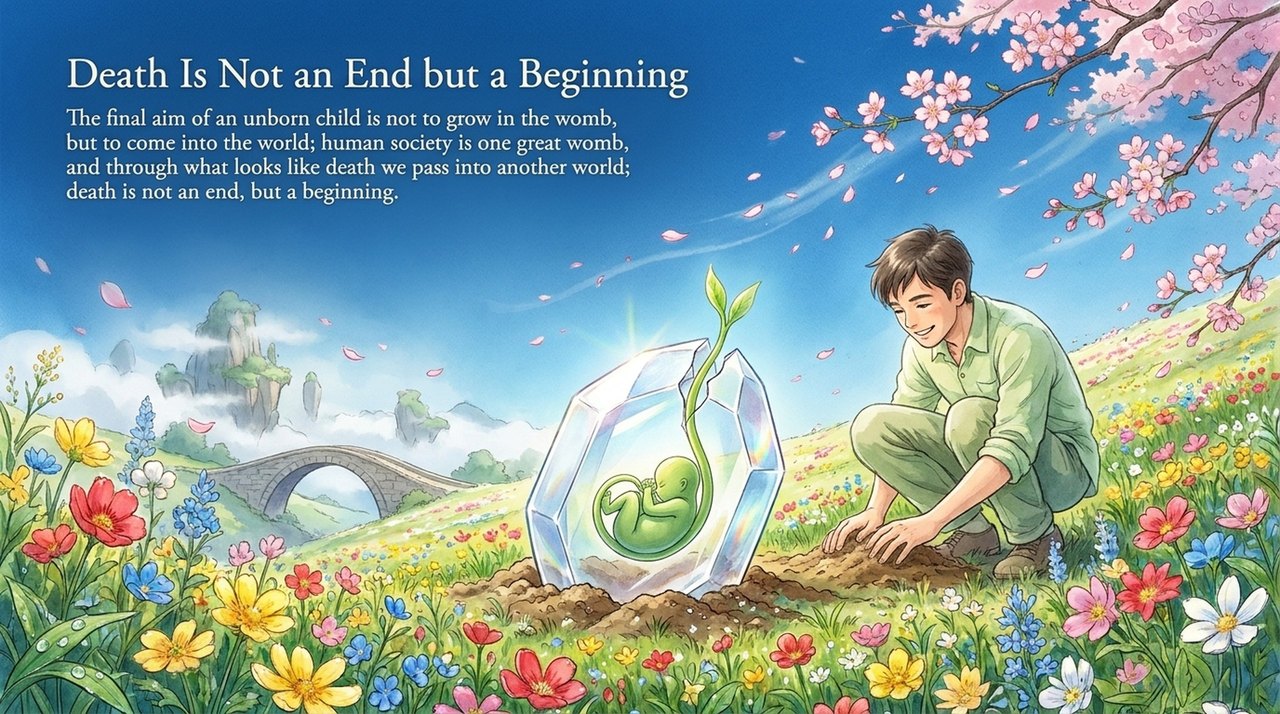 Death Is Not an End but a Beginning
The final aim of an unborn child is not to grow in the womb,
but to come into the world; human society is one great womb,
and through what looks like death we pass into another world;
death is not an end, but a beginning.